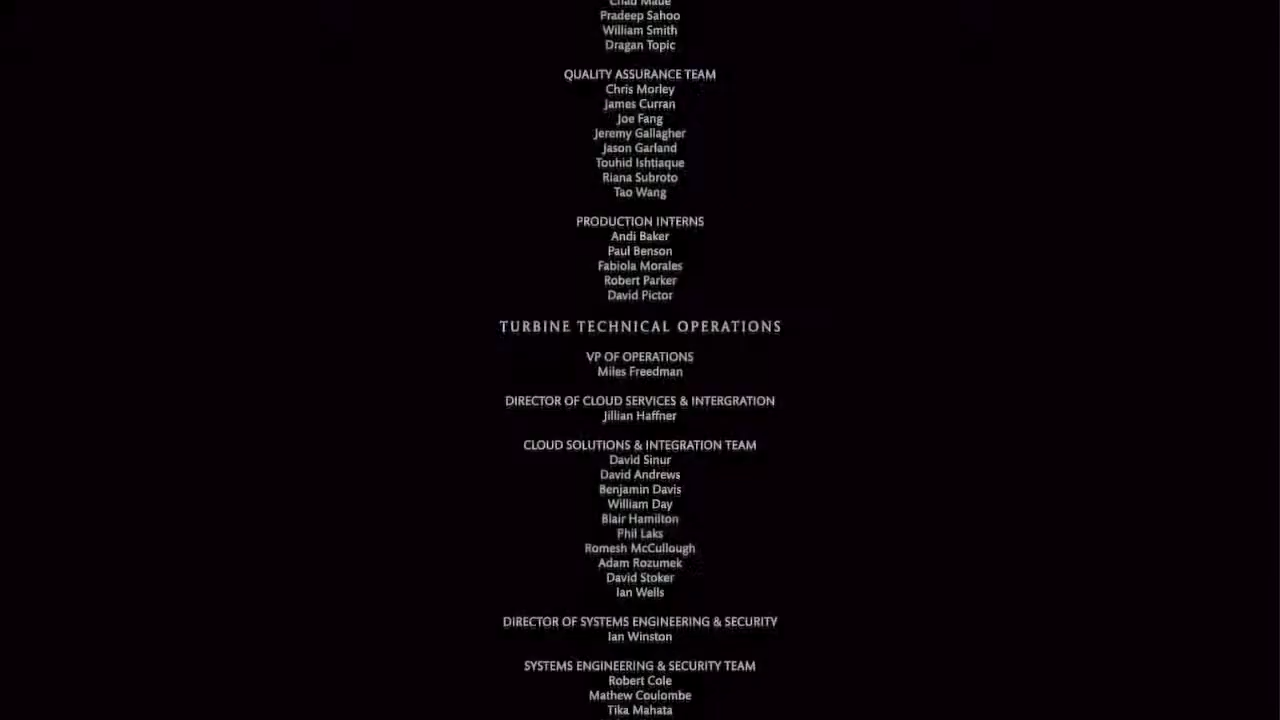 Pradeep Sahoo
William Smith
Dragan Topic
QUALITY ASSURANCE TEAM
Chris Morley
James Curran
Joe Fang
Jeremy Gallagher
Jason Garland
Touhid Ishtiaque
Riana Subroto
Tao Wang
PRODUCTION INTERNS
Andi Baker
Paul Benson
Fabiola Morales
Robert Parker
David Pictor
TURBINE TECHNICAL OPERATIONS
VP OF OPERATIONS
Miles Freedman
DIRECTOR OF CLOUD SERVICES & INTERGRATION
Jillian Haffner
CLOUD SOLUTIONS & INTEGRATION TEAM
David Sinur
David Andrews
Benjamin Davis
William Day
Blair Hamilton
Phil Laks
Romesh McCullough
Adam Rozumek
David Stoker
Ian Wells
DIRECTOR OF SYSTEMS ENGINEERING & SECURITY
Ian Winston
SYSTEMS ENGINEERING & SECURITY TEAM
Robert Cole
Mathew Coulombe
Tika Mahata